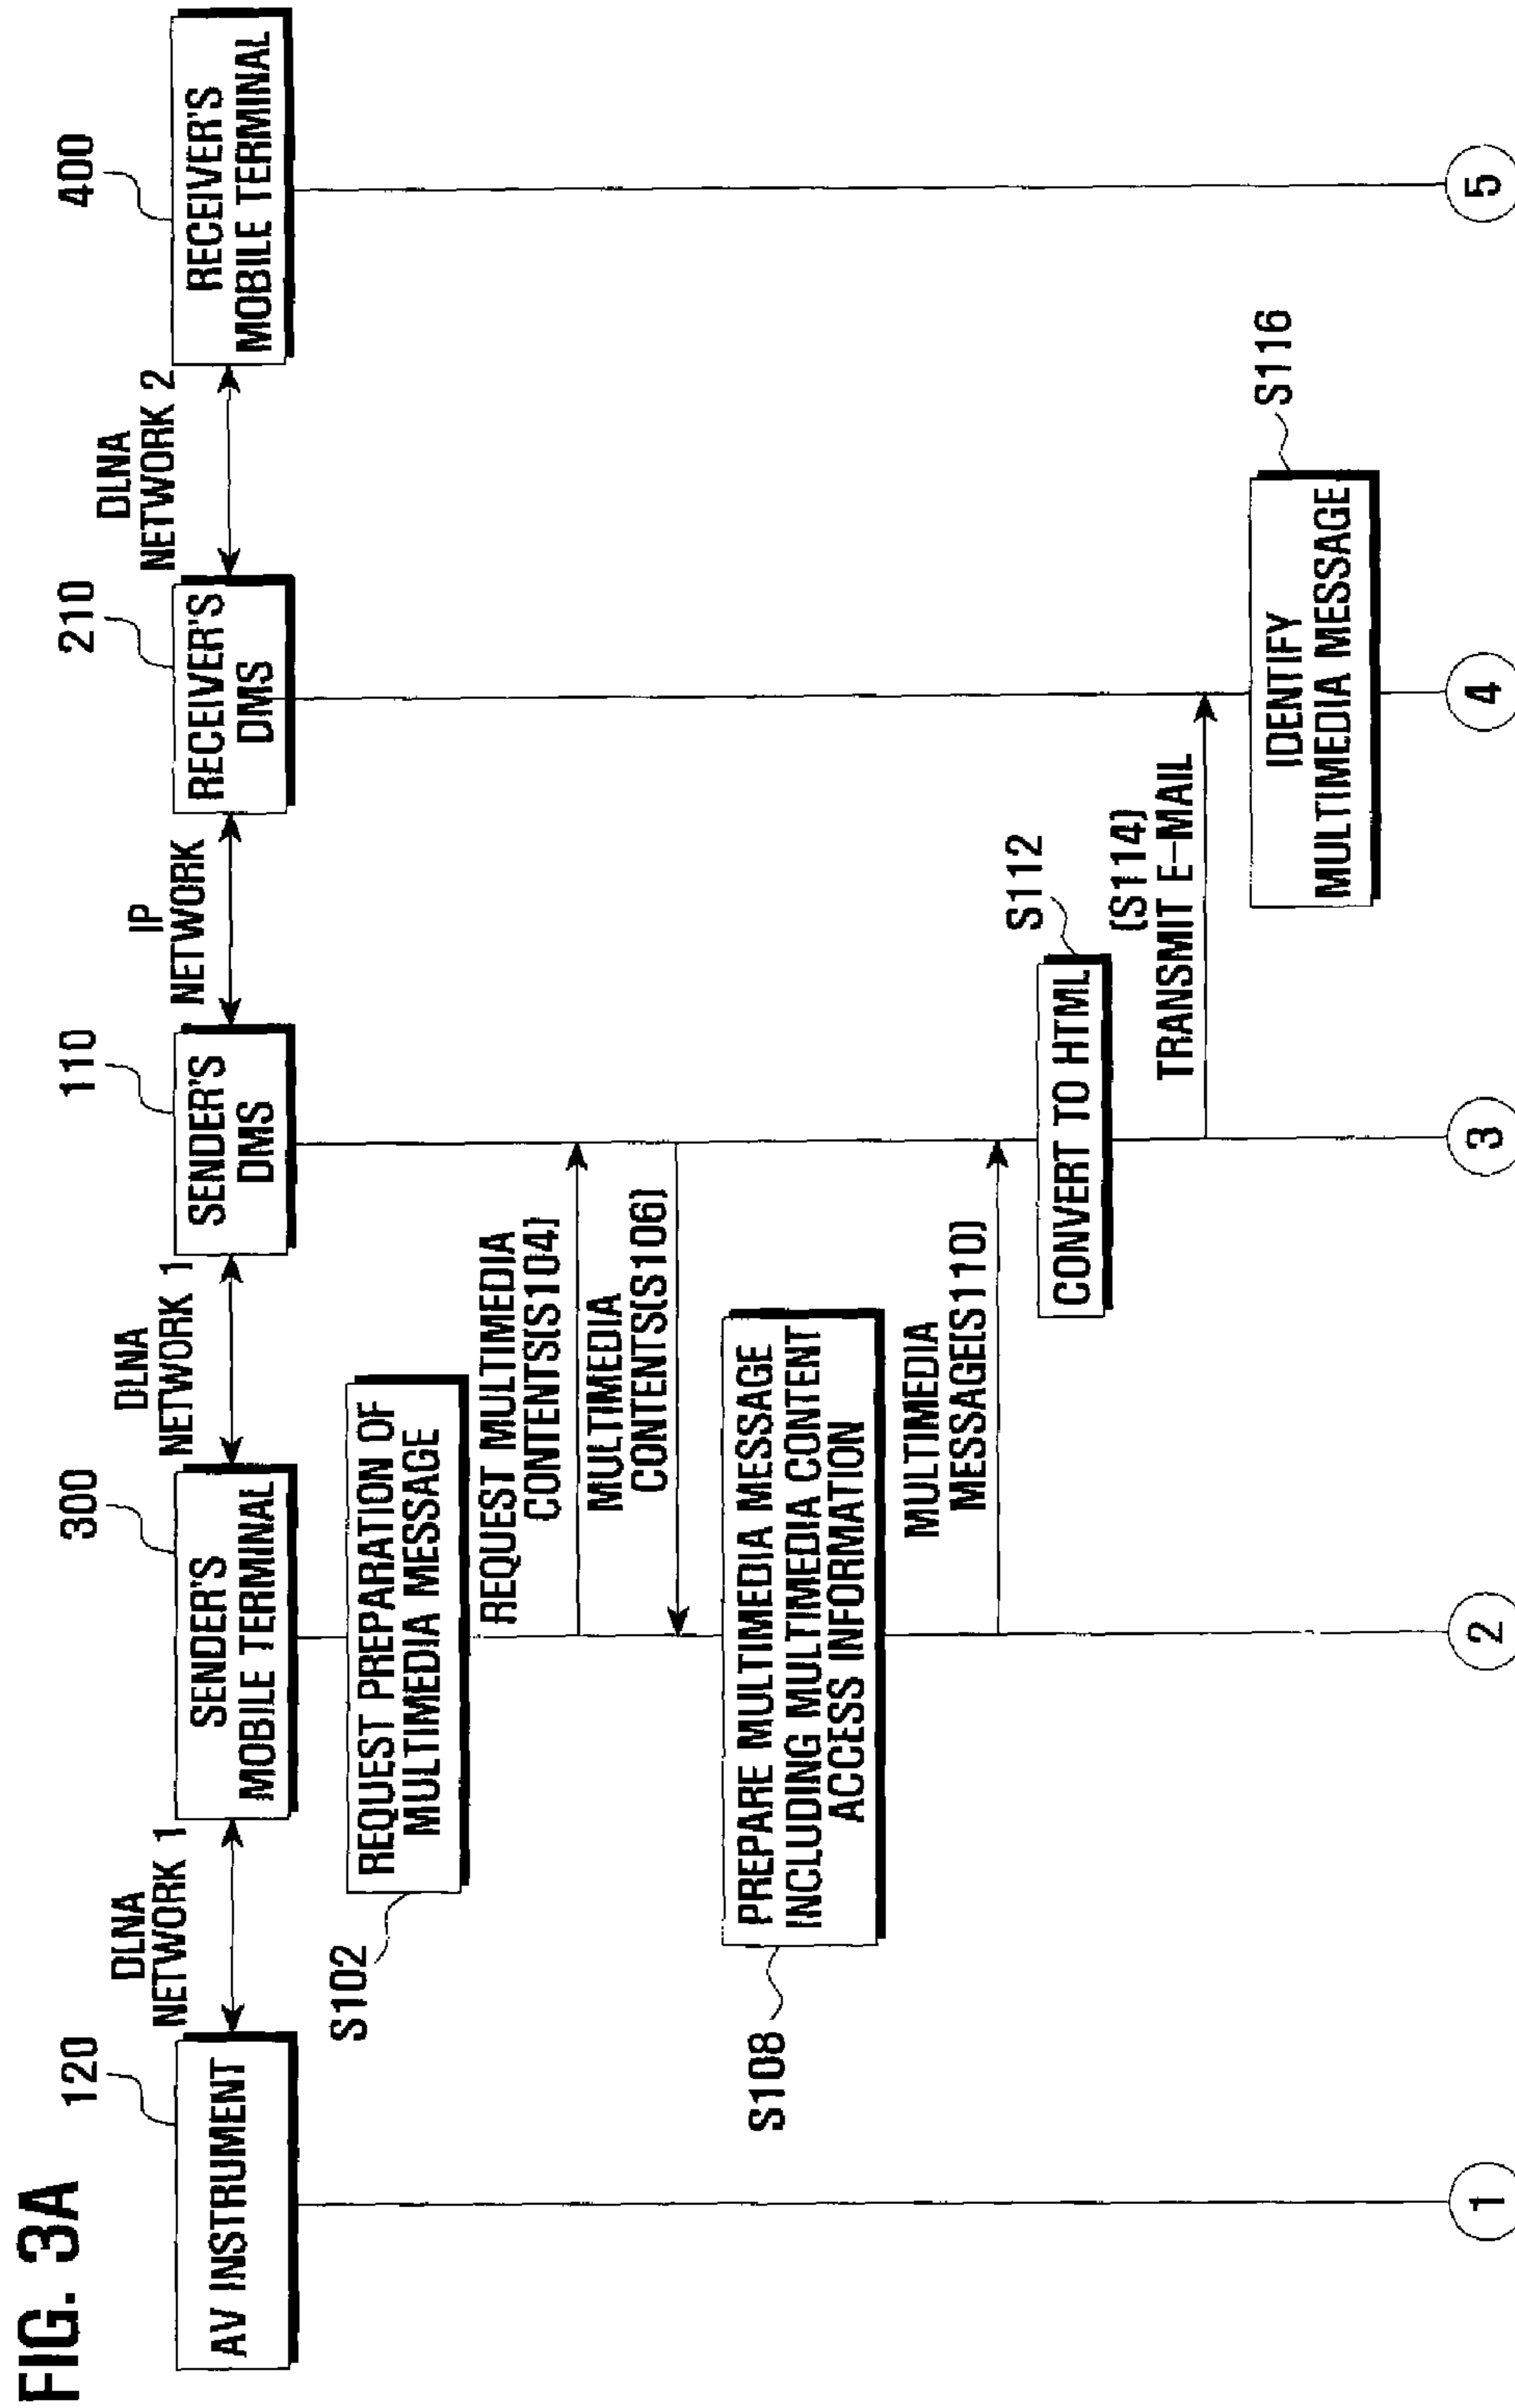 FIG. 3A
120
300
110
210
400
AV INSTRUMENT
DLNA
NETWORK 1
SENDER'S
MOBILE TERMINAL
DLNA
NETWORK 1
SENDER'S
DMS
IP
NETWORK
RECEIVER'S
DMS
DLNA
NETWORK 2
RECEIVER'S
MOBILE TERMINAL
S102
REQUEST PREPARATION OF
MULTIMEDIA MESSAGE
REQUEST MULTIMEDIA
CONTENTS(S104)
MULTIMEDIA
CONTENTS(S106)
S108
PREPARE MULTIMEDIA MESSAGE
INCLUDING MULTIMEDIA CONTENT
ACCESS INFORMATION
MULTIMEDIA
MESSAGE(S110)
S112
CONVERT TO HTML
(S114)
TRANSMIT E-MAIL
S116
IDENTIFY
MULTIMEDIA MESSAGE
1
2
3
4
5